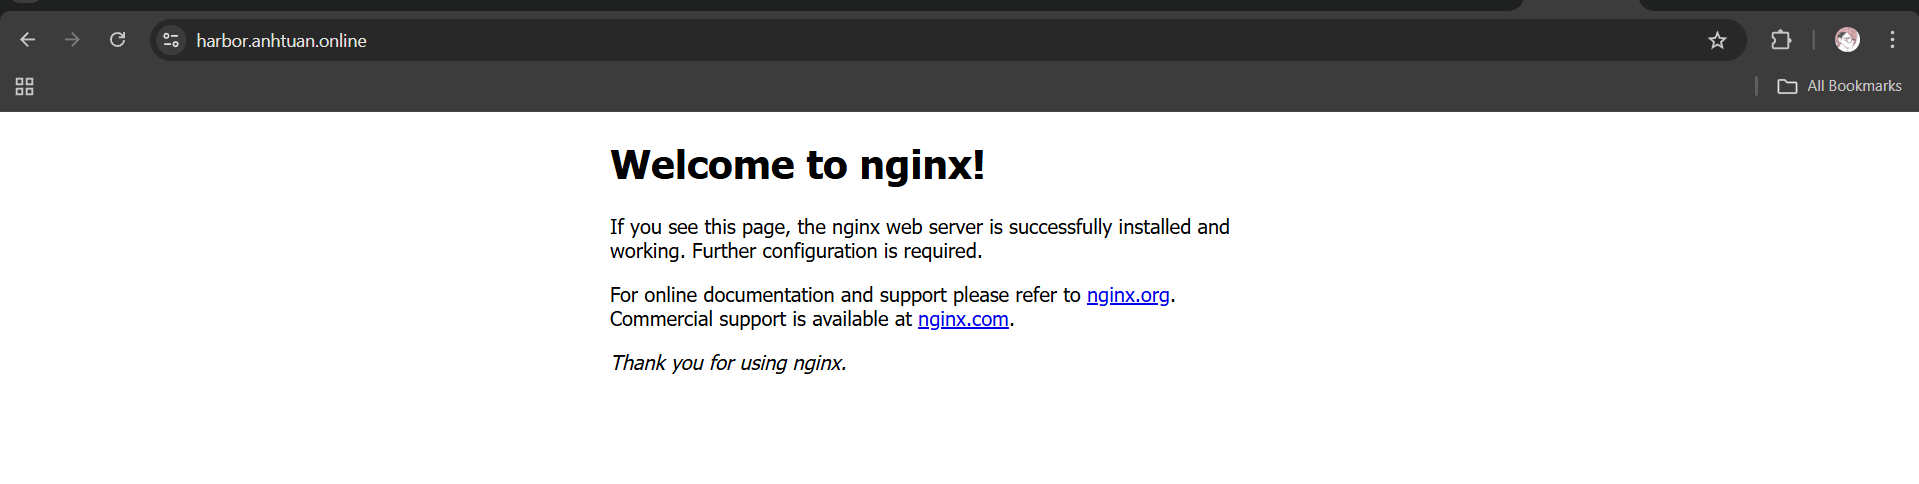 harbor.anhtuan.online
All Bookmarks
Welcome to nginx!
If you see this page, the nginx web server is successfully installed and
working. Further configuration is required.
For online documentation and support please refer to nginx.org.
Commercial support is available at nginx.com.
Thank you for using nginx.